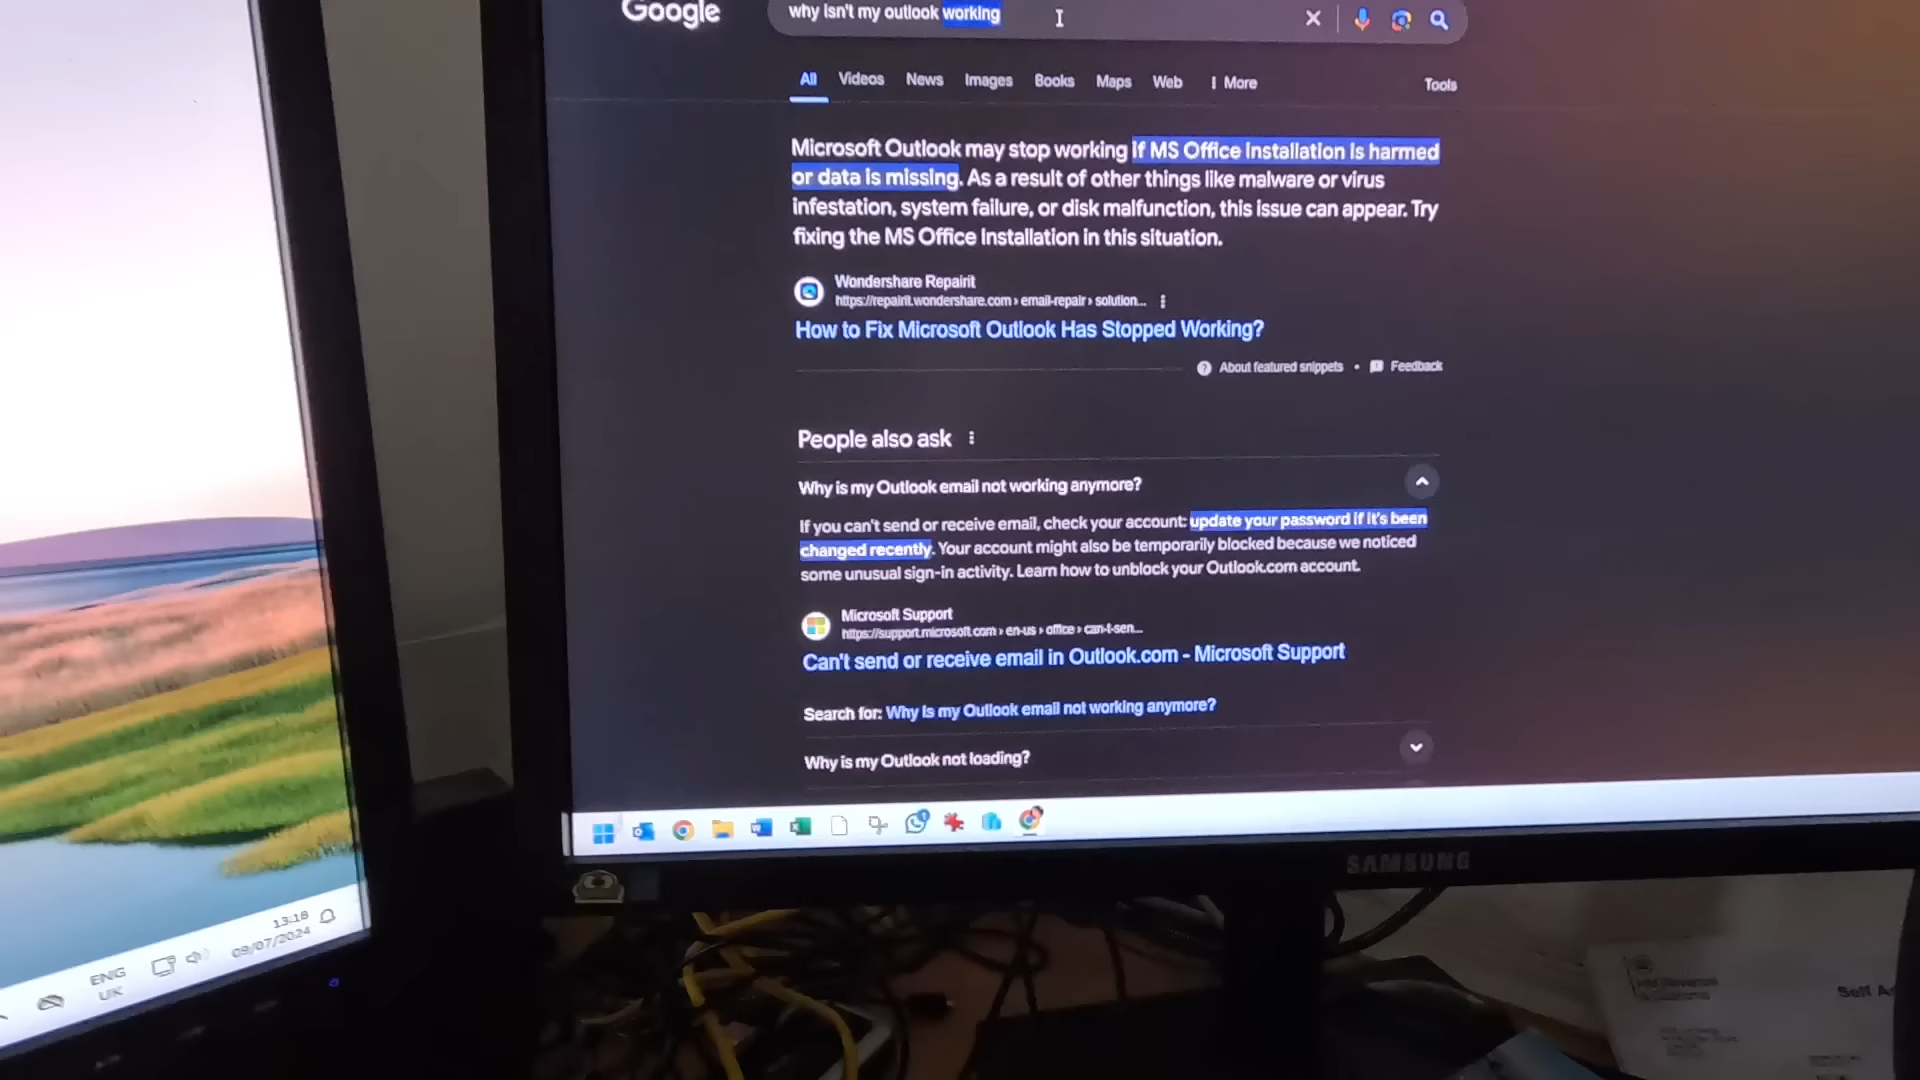 Google
why isn't my outlook working
All Videos News Images Books Maps Web More Tools
Microsoft Outlook may stop working if MS Office installation is harmed
or data is missing. As a result of other things like malware or virus
infestation, system failure, or disk malfunction, this issue can appear. Try
fixing the MS Office installation in this situation.
Wondershare Repairit
https://repairit.wondershare.com › email-repair › solution...
How to Fix Microsoft Outlook Has Stopped Working?
About featured snippets • Feedback
People also ask
Why is my Outlook email not working anymore?
If you can't send or receive email, check your account: update your password if it's been
changed recently. Your account might also be temporarily blocked because we noticed
some unusual sign-in activity. Learn how to unblock your Outlook.com account.
Microsoft Support
https://support.microsoft.com › en-us › office › can-t-sen...
Can't send or receive email in Outlook.com - Microsoft Support
Search for: Why is my Outlook email not working anymore?
Why is my Outlook not loading?
SAMSUNG
13:18
09/07/2024
ENG
UK
Self